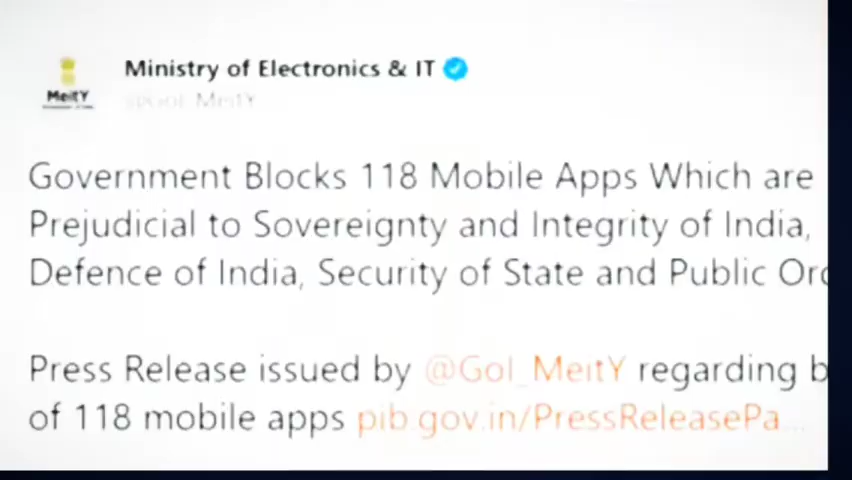 Ministry of Electronics & IT
MeitY
@GoI_MeitY
Government Blocks 118 Mobile Apps Which are
Prejudicial to Sovereignty and Integrity of India,
Defence of India, Security of State and Public Ord
Press Release issued by @GoI_MeitY regarding b
of 118 mobile apps pib.gov.in/PressReleasePa...